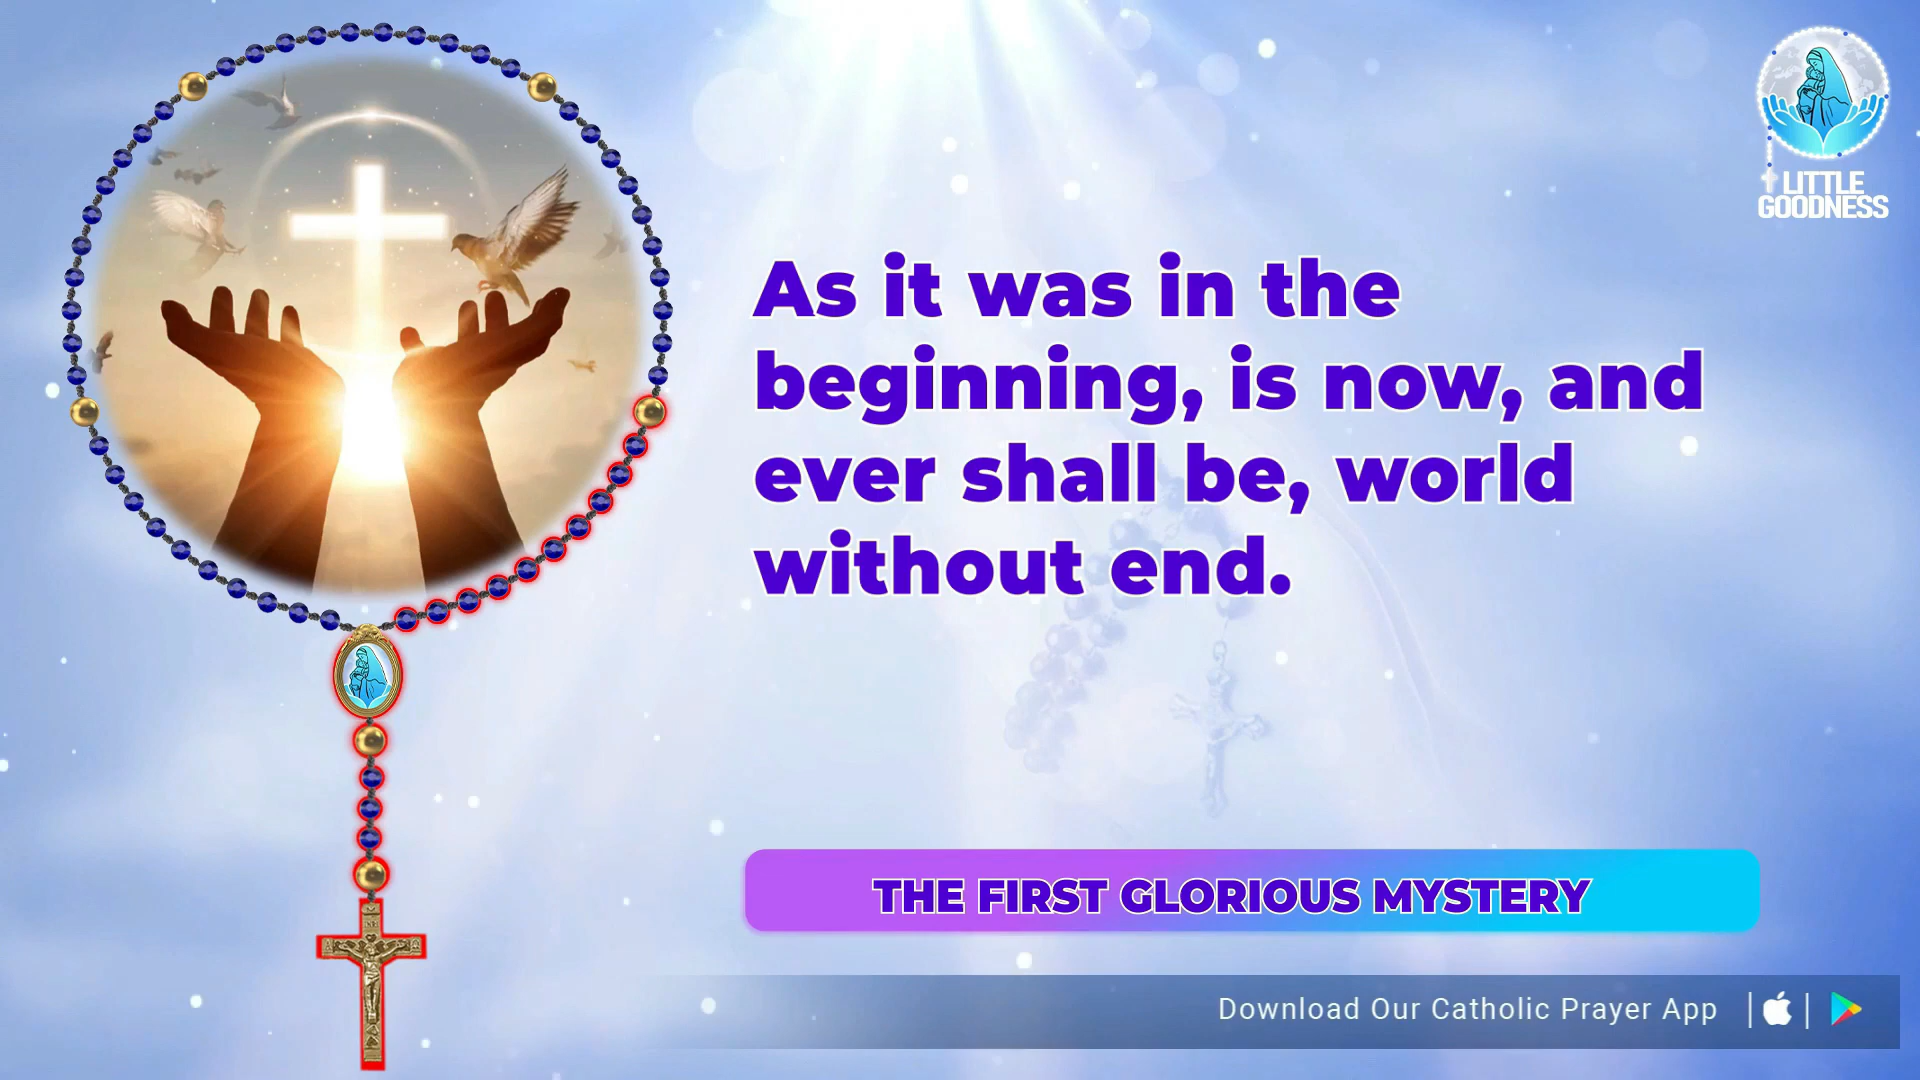 LITTLE
GOODNESS
As it was in the
beginning, is now, and
ever shall be, world
without end.
THE FIRST GLORIOUS MYSTERY
Download Our Catholic Prayer App